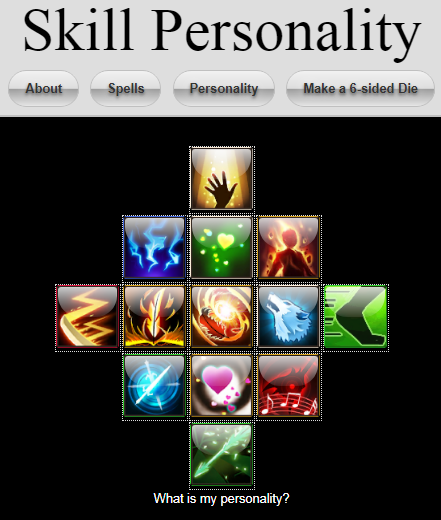 Skill Personality
About Spells Personality Make a 6-sided Die
What is my personality?